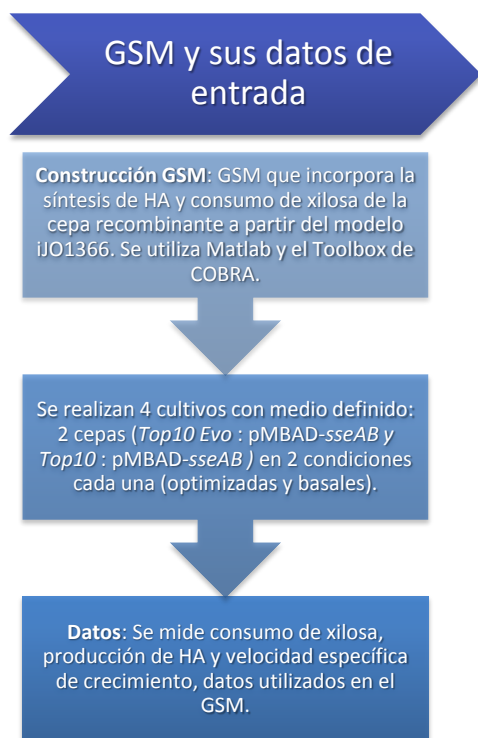 GSM y sus datos de
entrada
Construcción GSM: GSM que incorpora la
síntesis de HA y consumo de xilosa de la
cepa recombinante a partir del modelo
iJO1366. Se utiliza Matlab y el Toolbox de
COBRA.
Se realizan 4 cultivos con medio definido:
2 cepas (Top10 Evo : pMBAD-sseAB y
Top10 : pMBAD-sseAB ) en 2 condiciones
cada una (optimizadas y basales).
Datos: Se mide consumo de xilosa,
producción de HA y velocidad específica
de crecimiento, datos utilizados en el
GSM.